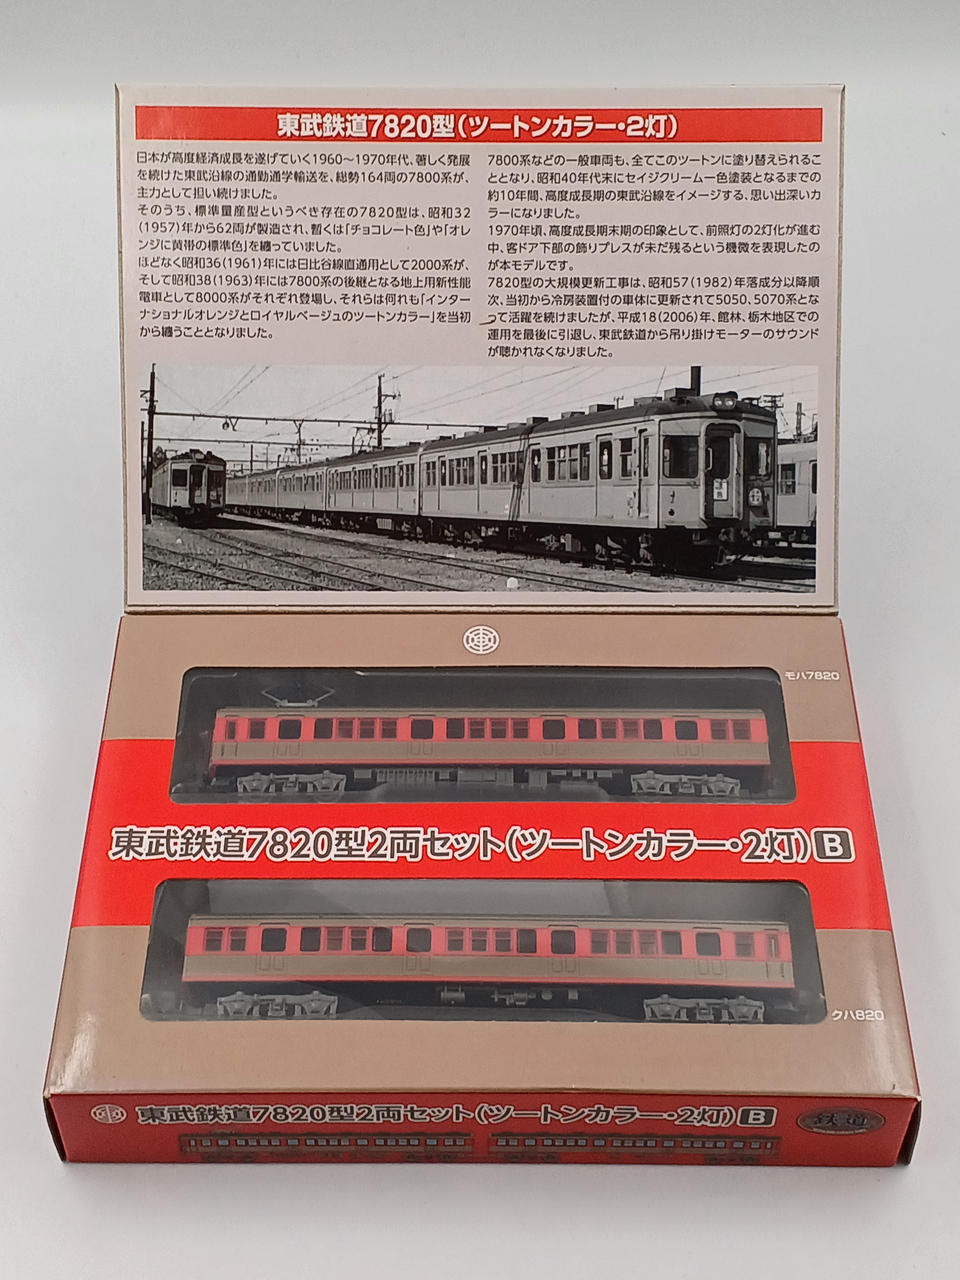 東武鉄道7820型(ツートンカラー・2灯)
日本が高度経済成長を遂げていく1960～1970年代、著しく発展
を続けた東武沿線の通勤通学輸送を、総勢164両の7800系が、
主力として担い続けました。
そのうち、標準量産型というべき存在の7820型は、昭和32
(1957)年から62両が製造され、暫くは「チョコレート色」や「オレ
ンジに黄帯の標準色」を纏っていました。
ほどなく昭和36(1961)年には日比谷線直通用として2000系が、
そして昭和38(1963)年には7800系の後継となる地上用新性能
電車として8000系がそれぞれ登場し、それらは何れも「インター
ナショナルオレンジとロイヤルベージュのツートンカラー」を当初
から纏うこととなりました。
7800系などの一般車両も、全てこのツートンに塗り替えられるこ
ととなり、昭和40年代末にセイジクリーム一色塗装となるまでの
約10年間、高度成長期の東武沿線をイメージする、思い出深いカ
ラーになりました。
1970年頃、高度成長期末期の印象として、前照灯の2灯化が進む
中、客ドア下部の飾りプレスが未だ残るという機微を表現したの
が本モデルです。
7820型の大規模更新工事は、昭和57(1982)年落成分以降順
次、当初から冷房装置付の車体に更新されて5050、5070系とな
って活躍を続けましたが、平成18(2006)年、館林、栃木地区での
運用を最後に引退し、東武鉄道から吊り掛けモーターのサウンド
が聴かれなくなりました。
モハ7820
東武鉄道7820型2両セット(ツートンカラー・2灯)B
クハ820
東武鉄道7820型2両セット(ツートンカラー・2灯)B
鉄道